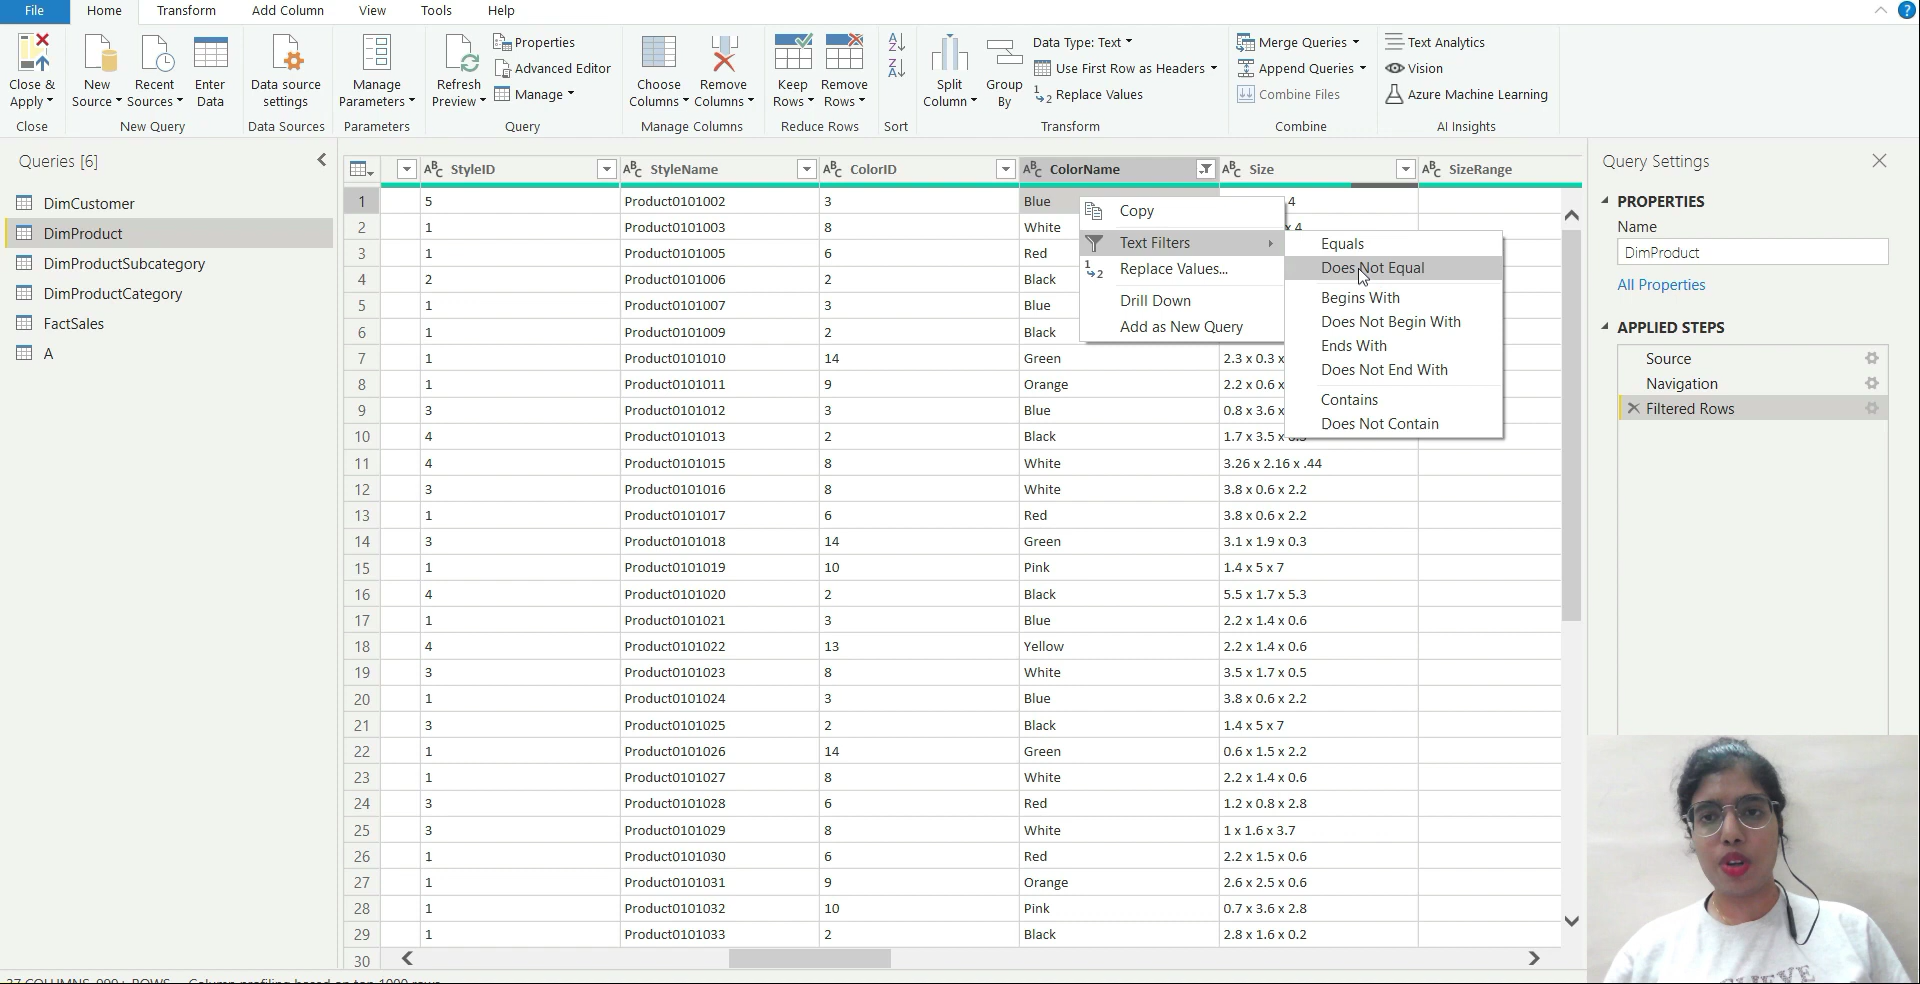 File Home Transform Add Column View Tools Help
Close & Apply
New Source
Recent Sources
Enter Data
Data source settings
Manage Parameters
Refresh Preview
Properties
Advanced Editor
Manage
Choose Columns
Remove Columns
Keep Rows
Remove Rows
Split Column
Group By
Data Type: Text
Use First Row as Headers
Replace Values
Merge Queries
Append Queries
Combine Files
Text Analytics
Vision
Azure Machine Learning
Close New Query Data Sources Parameters Query Manage Columns Reduce Rows Sort Transform Combine AI Insights
Queries [6]
DimCustomer
DimProduct
DimProductSubcategory
DimProductCategory
FactSales
A
StyleID StyleName ColorID ColorName Size SizeRange
1 5 Product0101002 3 Blue 4
2 1 Product0101003 8 White x 4
3 1 Product0101005 6 Red
4 2 Product0101006 2 Black
5 1 Product0101007 3 Blue
6 1 Product0101009 2 Black
7 1 Product0101010 14 Green 2.3 x 0.3 x
8 1 Product0101011 9 Orange 2.2 x 0.6 x
9 3 Product0101012 3 Blue 0.8 x 3.6 x
10 4 Product0101013 2 Black 1.7 x 3.5 x
11 4 Product0101015 8 White 3.26 x 2.16 x .44
12 3 Product0101016 8 White 3.8 x 0.6 x 2.2
13 1 Product0101017 6 Red 3.8 x 0.6 x 2.2
14 3 Product0101018 14 Green 3.1 x 1.9 x 0.3
15 1 Product0101019 10 Pink 1.4 x 5 x 7
16 4 Product0101020 2 Black 5.5 x 1.7 x 5.3
17 1 Product0101021 3 Blue 2.2 x 1.4 x 0.6
18 4 Product0101022 13 Yellow 2.2 x 1.4 x 0.6
19 3 Product0101023 8 White 3.5 x 1.7 x 0.5
20 1 Product0101024 3 Blue 3.8 x 0.6 x 2.2
21 3 Product0101025 2 Black 1.4 x 5 x 7
22 1 Product0101026 14 Green 0.6 x 1.5 x 2.2
23 1 Product0101027 8 White 2.2 x 1.4 x 0.6
24 3 Product0101028 6 Red 1.2 x 0.8 x 2.8
25 3 Product0101029 8 White 1 x 1.6 x 3.7
26 1 Product0101030 6 Red 2.2 x 1.5 x 0.6
27 1 Product0101031 9 Orange 2.6 x 2.5 x 0.6
28 1 Product0101032 10 Pink 0.7 x 3.6 x 2.8
29 1 Product0101033 2 Black 2.8 x 1.6 x 0.2
30
Copy
Text Filters
Replace Values...
Drill Down
Add as New Query
Equals
Does Not Equal
Begins With
Does Not Begin With
Ends With
Does Not End With
Contains
Does Not Contain
Query Settings
PROPERTIES
Name
DimProduct
All Properties
APPLIED STEPS
Source
Navigation
Filtered Rows